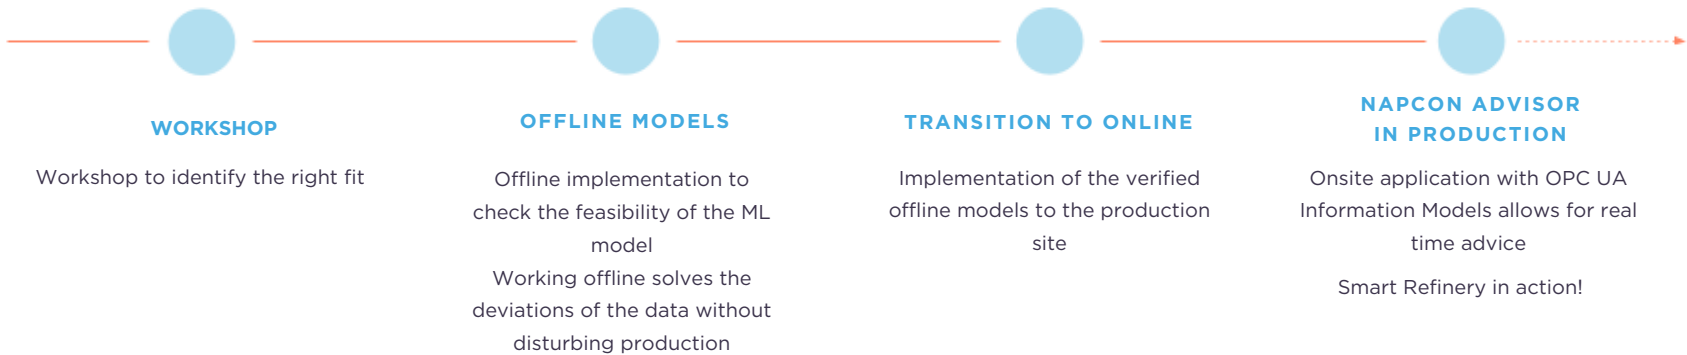 WORKSHOP
Workshop to identify the right fit
OFFLINE MODELS
Offline implementation to
check the feasibility of the ML
model
Working offline solves the
deviations of the data without
disturbing production
TRANSITION TO ONLINE
Implementation of the verified
offline models to the production
site
NAPCON ADVISOR
IN PRODUCTION
Onsite application with OPC UA
Information Models allows for real
time advice
Smart Refinery in action!